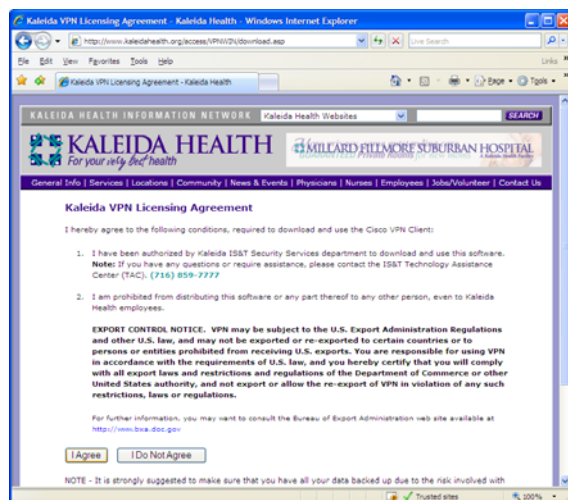 Kaleida VPN Licensing Agreement - Kaleida Health - Windows Internet Explorer
http://www.kaleidahealth.org/access/VPNWIN/download.asp
Live Search
File Edit View Favorites Tools Help
Links
Kaleida VPN Licensing Agreement - Kaleida Health
Page Tools
KALEIDA HEALTH INFORMATION NETWORK Kaleida Health Websites SEARCH
KALEIDA HEALTH MILLARD FILLMORE SUBURBAN HOSPITAL
For your very best health
General Info | Services | Locations | Community | News & Events | Physicians | Nurses | Employees | Jobs/Volunteer | Contact Us
Kaleida VPN Licensing Agreement
I hereby agree to the following conditions, required to download and use the Cisco VPN Client:
1. I have been authorized by Kaleida IS&T Security Services department to download and use this software.
Note: If you have any questions or require assistance, please contact the IS&T Technology Assistance
Center (TAC). (716) 859-7777
2. I am prohibited from distributing this software or any part thereof to any other person, even to Kaleida
Health employees.
EXPORT CONTROL NOTICE. VPN may be subject to the U.S. Export Administration Regulations
and other U.S. law, and may not be exported or re-exported to certain countries or to
persons or entities prohibited from receiving U.S. exports. You are responsible for using VPN
in accordance with the requirements of U.S. law, and you hereby certify that you will comply
with all export laws and restrictions and regulations of the Department of Commerce or other
United States authority, and not export or allow the re-export of VPN in violation of any such
restrictions, laws or regulations.
For further information, you may want to consult the Bureau of Export Administration web site available at
http://www.bxa.doc.gov
I Agree I Do Not Agree
NOTE - It is strongly suggested to make sure that you have all your data backed up due to the risk involved with
Trusted sites 100%